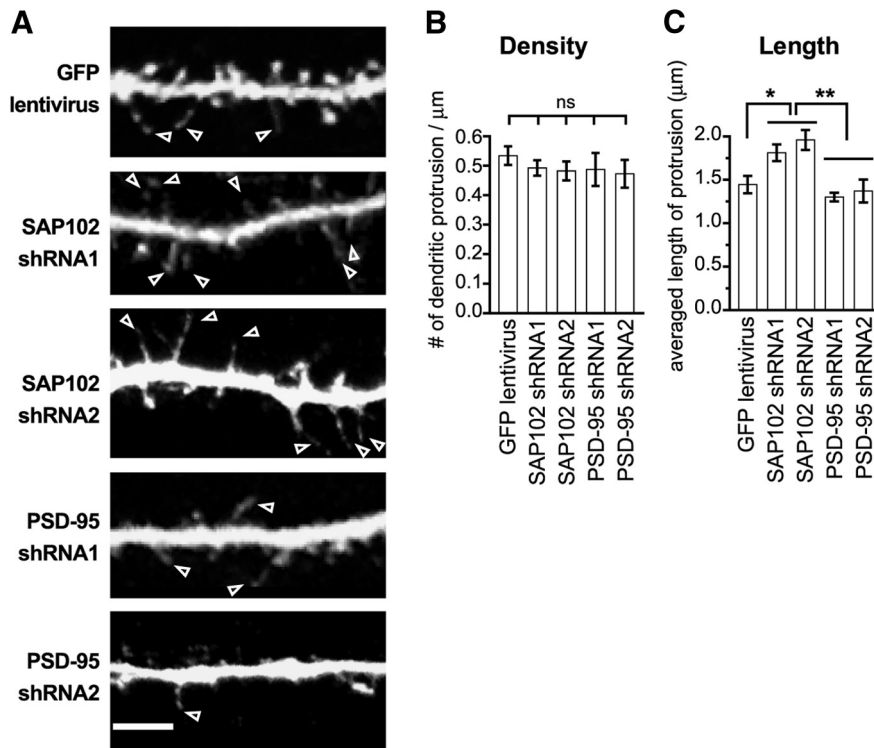 A
GFP
lentivirus
SAP102
shRNA1
SAP102
shRNA2
PSD-95
shRNA1
PSD-95
shRNA2
B
Density
ns
# of dendritic protrusion / μm
0.6
0.5
0.4
0.3
0.2
0.1
0.0
GFP lentivirus
SAP102 shRNA1
SAP102 shRNA2
PSD-95 shRNA1
PSD-95 shRNA2
C
Length
* **
averaged length of protrusion (μm)
2.0
1.5
1.0
0.5
0.0
GFP lentivirus
SAP102 shRNA1
SAP102 shRNA2
PSD-95 shRNA1
PSD-95 shRNA2